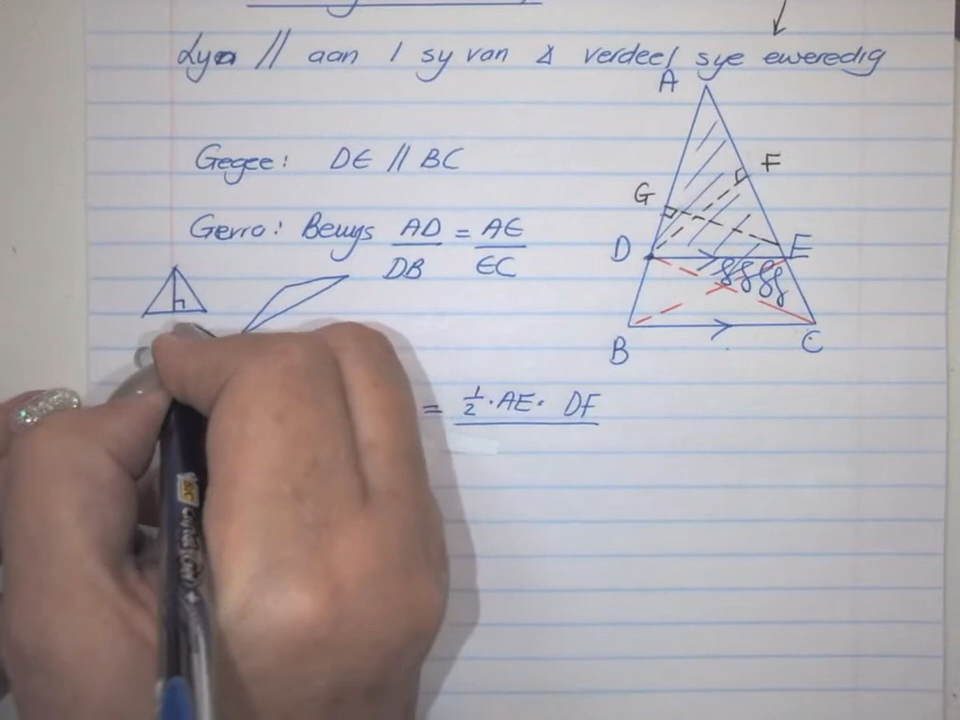 Lyn // aan 1 sy van Δ verdeel sye eweredig
Gegee: DE // BC
Gevra: Bewys AD/DB = AE/EC
A
F
G
D
E
B
C
= ½ · AE · DF
BIC